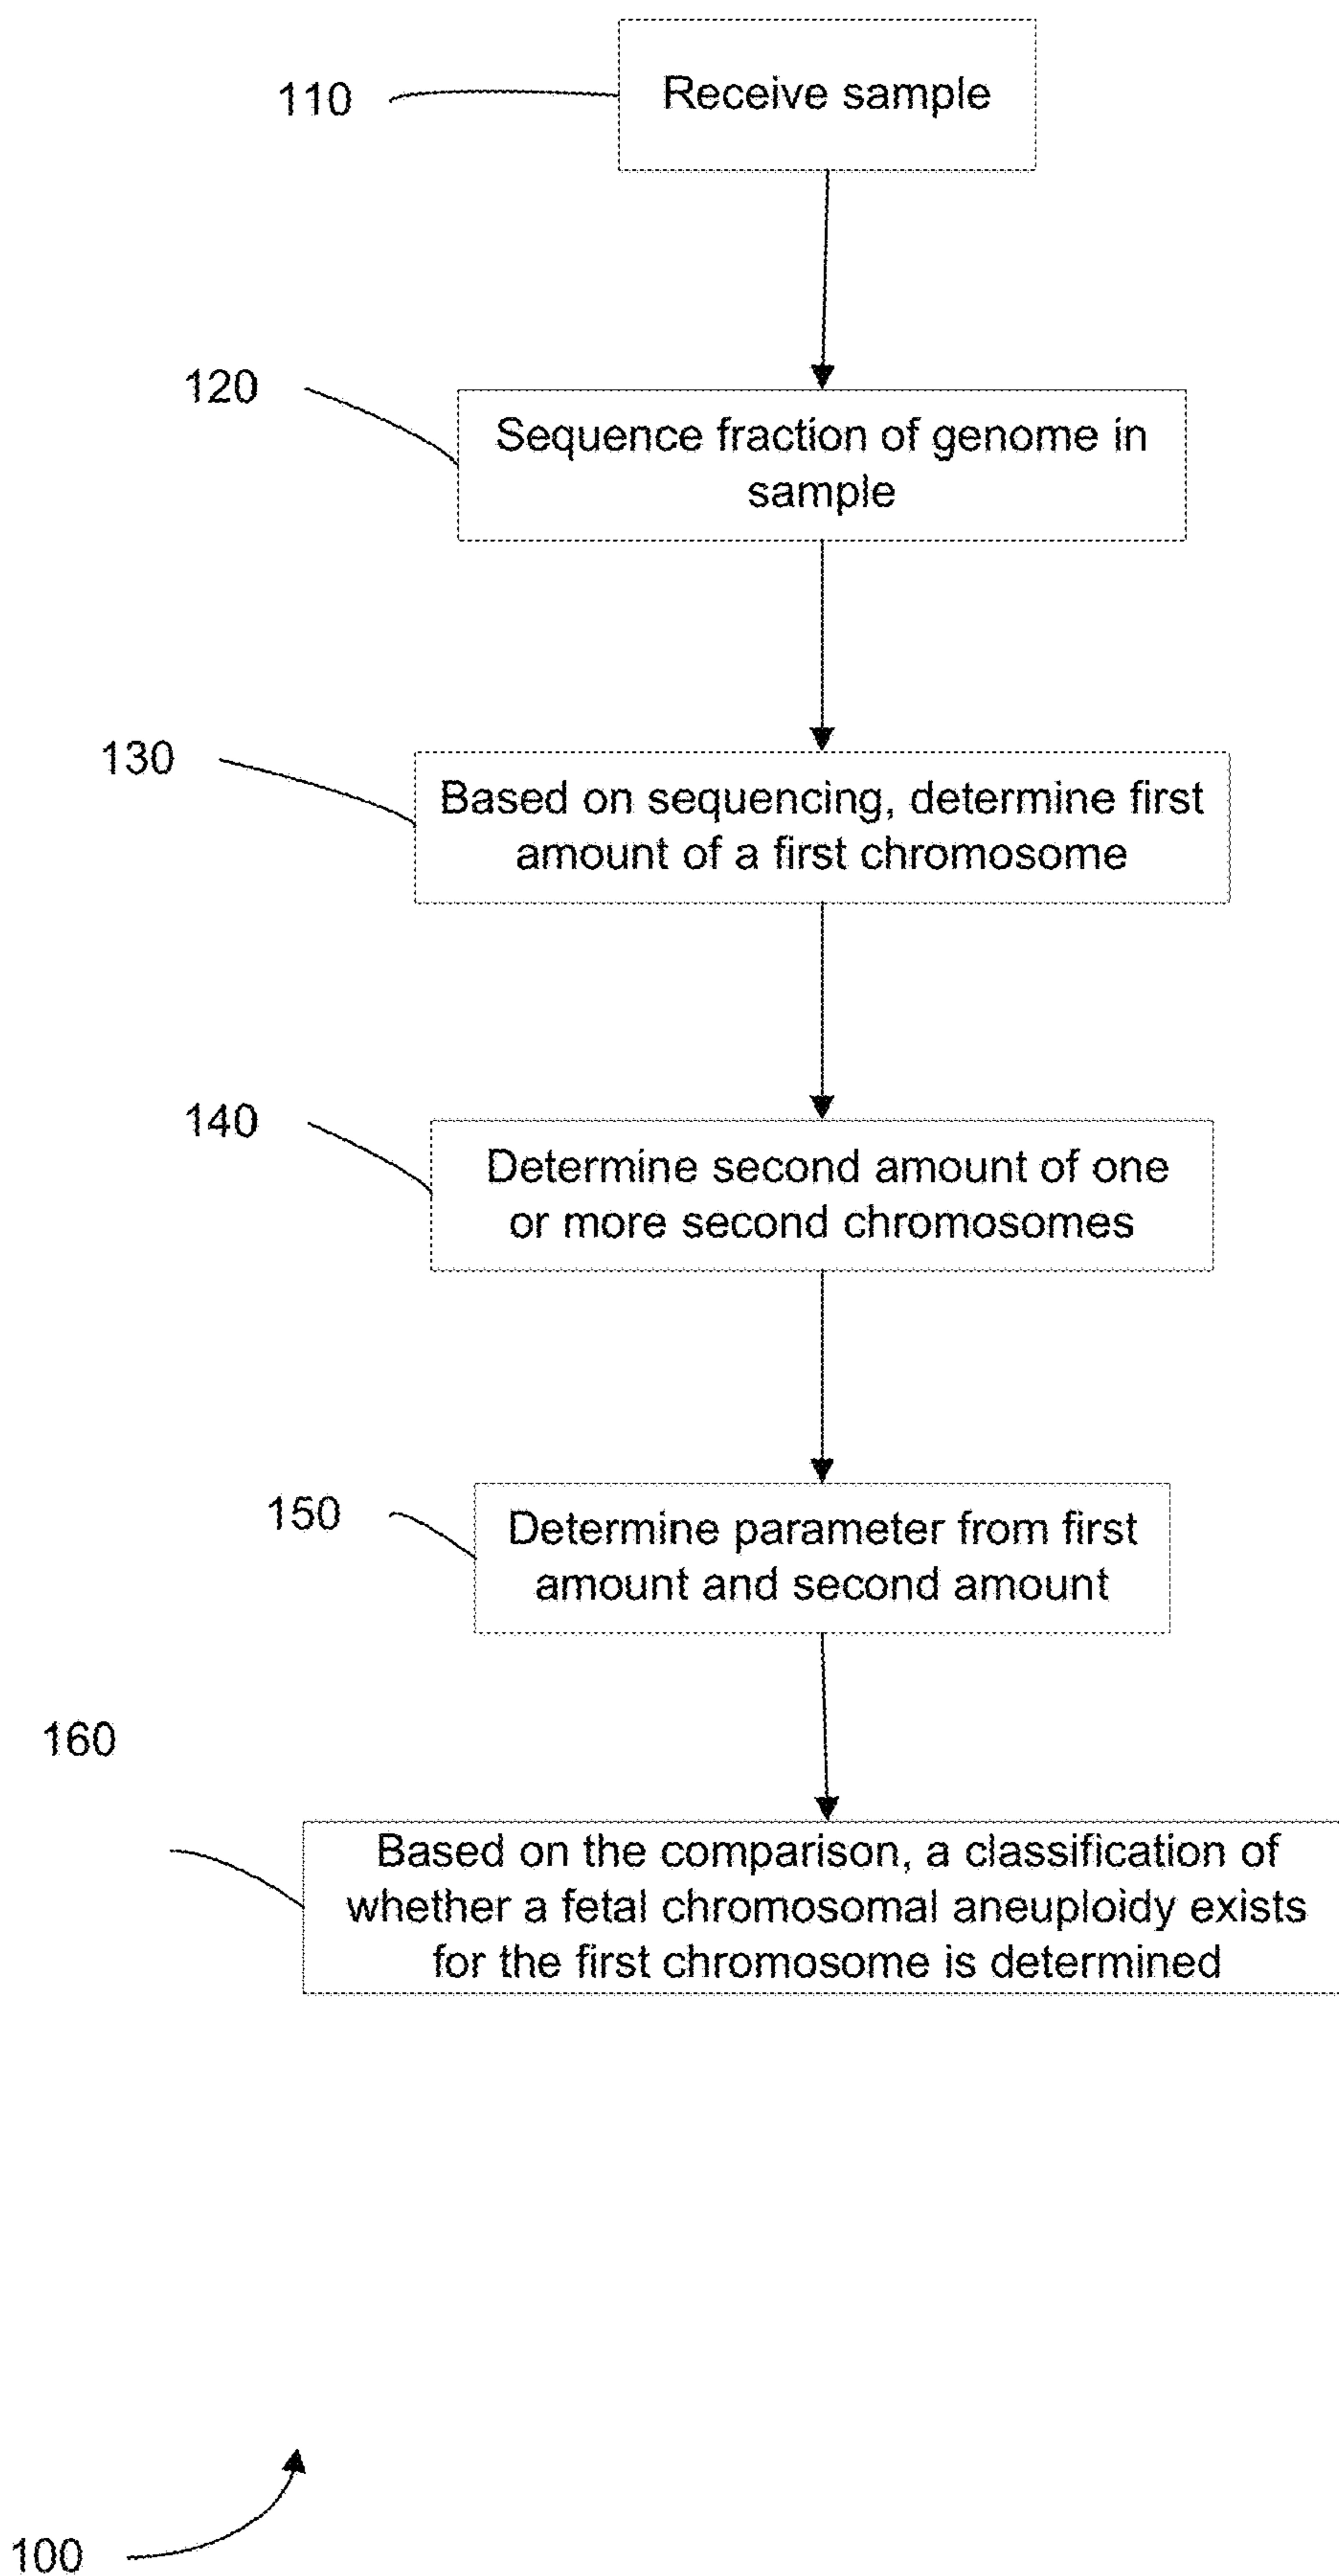 110
Receive sample
120
Sequence fraction of genome in
sample
130
Based on sequencing, determine first
amount of a first chromosome
140
Determine second amount of one
or more second chromosomes
150
Determine parameter from first
amount and second amount
160
Based on the comparison, a classification of
whether a fetal chromosomal aneuploidy exists
for the first chromosome is determined
100